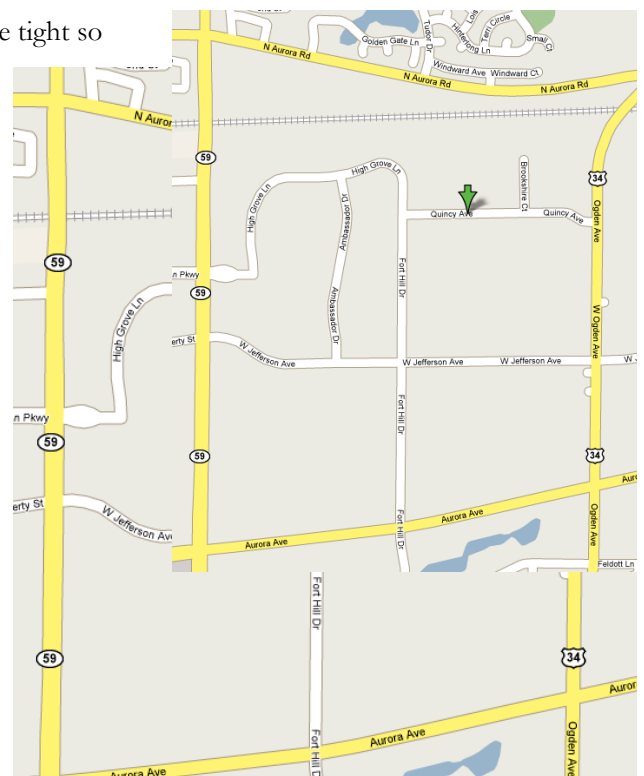 e tight so
Golden Gate Ln
Tudor Dr
Lois
Hinterlong Ln
Terri Circle
Small Ct
Windward Ave
Windward Ct
N Aurora Rd
N Aurora Rd
N Aurora Rd
N Auror
59
34
Ogden Ave
High Grove Ln
High Grove Ln
Ambassador Dr
Ambassador Dr
Brookshire Ct
Quincy Ave
Quincy Ave
Fort Hill Dr
n Pkwy
59
W Ogden Ave
erty St
W Jefferson Ave
W Jefferson Ave
W Jefferson Ave
W J
Fort Hill Dr
59
34
Auro
Aurora Ave
Aurora Ave
Fort Hill Dr
Ogden Ave
Feldott Ln
59
High Grove Ln
n Pkwy
59
erty St
W Jefferson Av
Fort Hill Dr
59
34
Auror
Aurora Ave
Aurora Ave
Fort Hill D
Ogden Ave